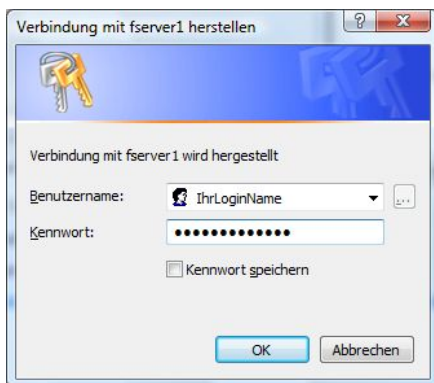 Verbindung mit fserver1 herstellen
Verbindung mit fserver1 wird hergestellt
Benutzername: IhrLoginName ...
Kennwort: •••••••••••••
Kennwort speichern
OK Abbrechen